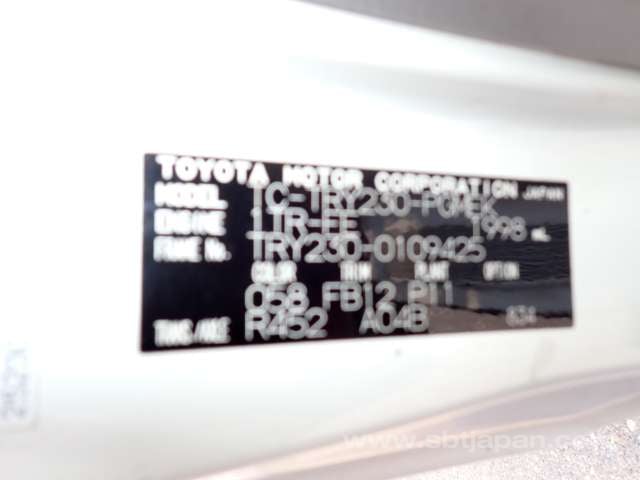 TOYOTA MOTOR CORPORATION JAPAN
MODEL TC-TRY230-PGMEK
ENGINE 1TR-FE 1998 mL
FRAME No. TRY230-0109425
COLOR TRIM PLANT OPTION
058 FB12 P11
TRANS/AXLE R452 A04B 634
www.sbtjapan.com